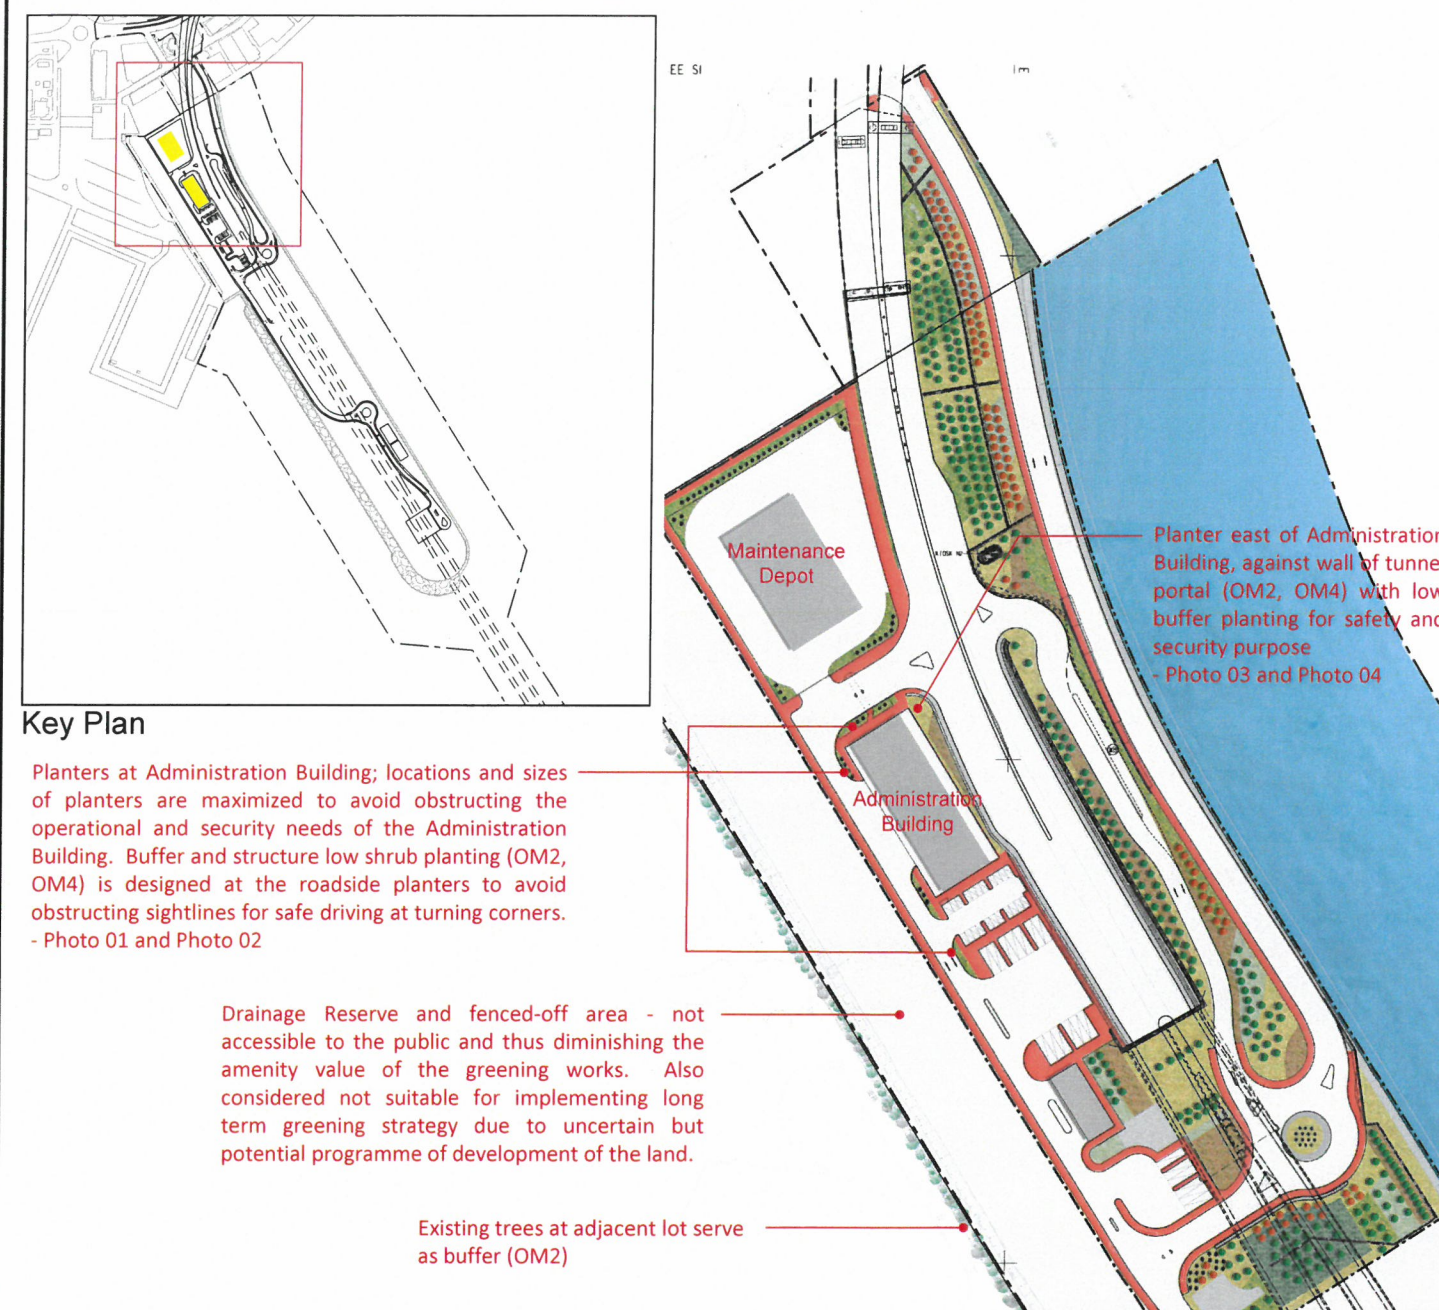 EE SI
Maintenance
Depot
Planter east of Administration
Building, against wall of tunnel
portal (OM2, OM4) with low
buffer planting for safety and
security purpose
- Photo 03 and Photo 04
Key Plan
Planters at Administration Building; locations and sizes
of planters are maximized to avoid obstructing the
operational and security needs of the Administration
Building. Buffer and structure low shrub planting (OM2,
OM4) is designed at the roadside planters to avoid
obstructing sightlines for safe driving at turning corners.
- Photo 01 and Photo 02
Administration
Building
Drainage Reserve and fenced-off area - not
accessible to the public and thus diminishing the
amenity value of the greening works. Also
considered not suitable for implementing long
term greening strategy due to uncertain but
potential programme of development of the land.
Existing trees at adjacent lot serve
as buffer (OM2)